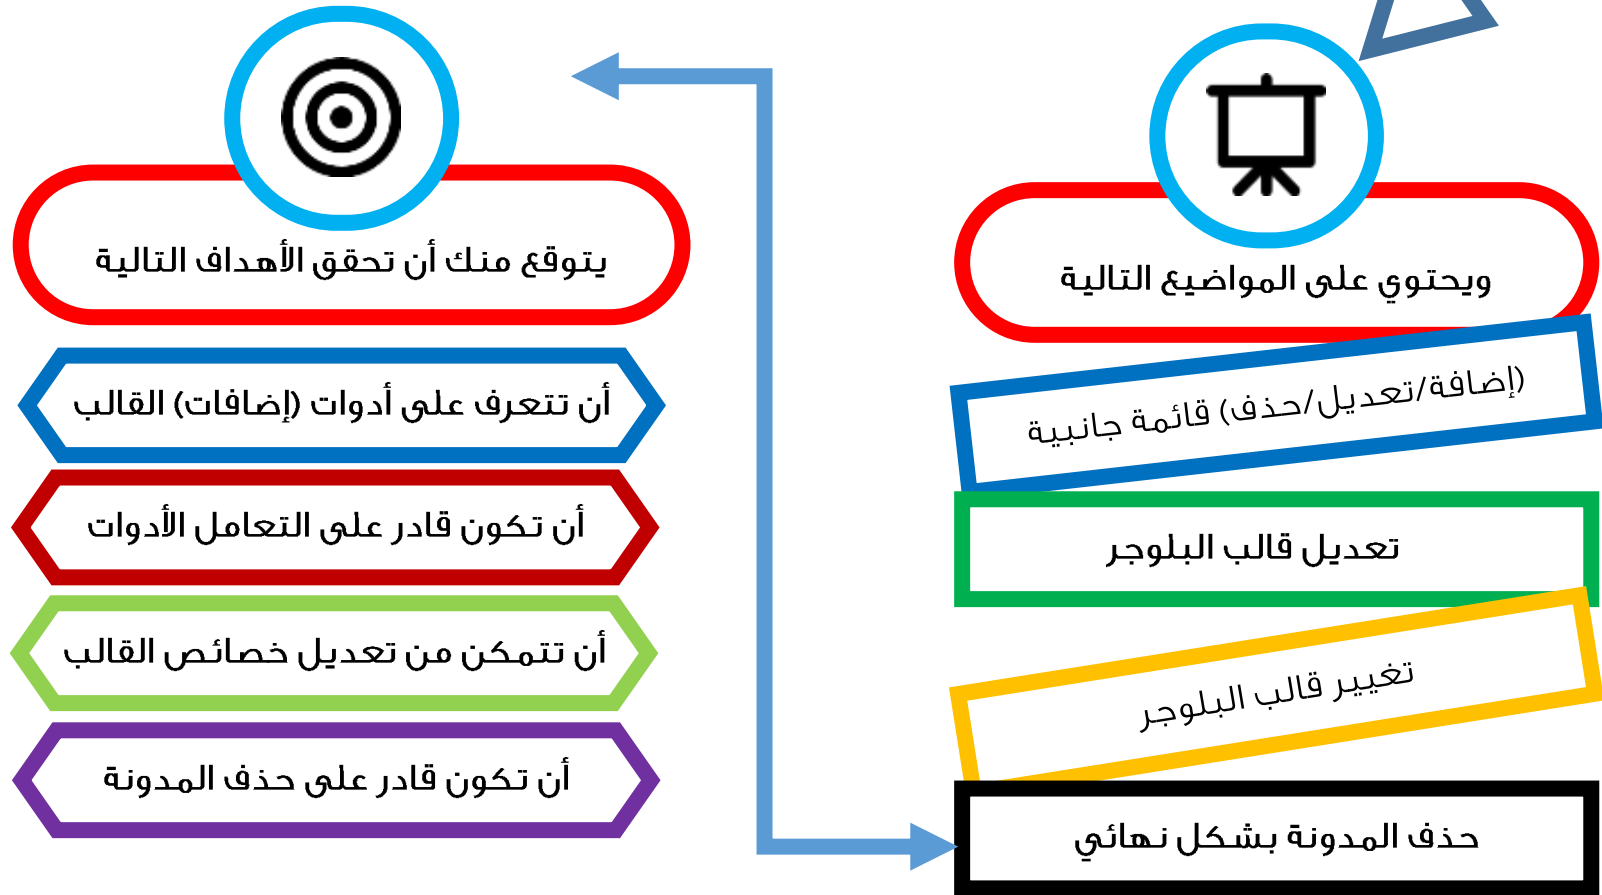 ويحتوي على المواضيع التالية
(إضافة/تعديل/حذف) قائمة جانبية
تعديل قالب البلوجر
تغيير قالب البلوجر
حذف المدونة بشكل نهائي
يتوقع منك أن تحقق الأهداف التالية
أن تتعرف على أدوات (إضافات) القالب
أن تكون قادر على التعامل الأدوات
أن تتمكن من تعديل خصائص القالب
أن تكون قادر على حذف المدونة